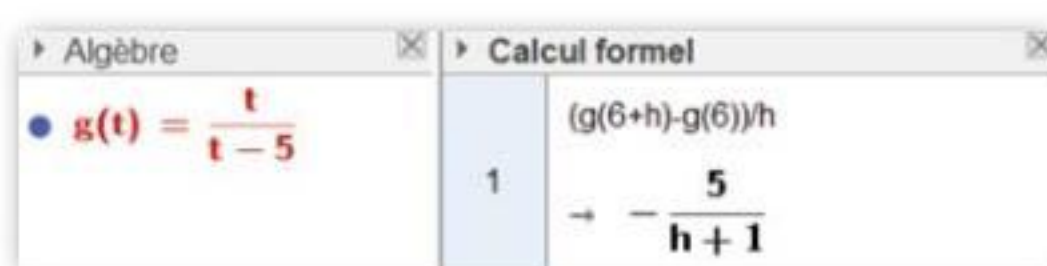 Algèbre
g(t) = t / (t − 5)
Calcul formel
1
(g(6+h)-g(6))/h
→ − 5 / (h + 1)